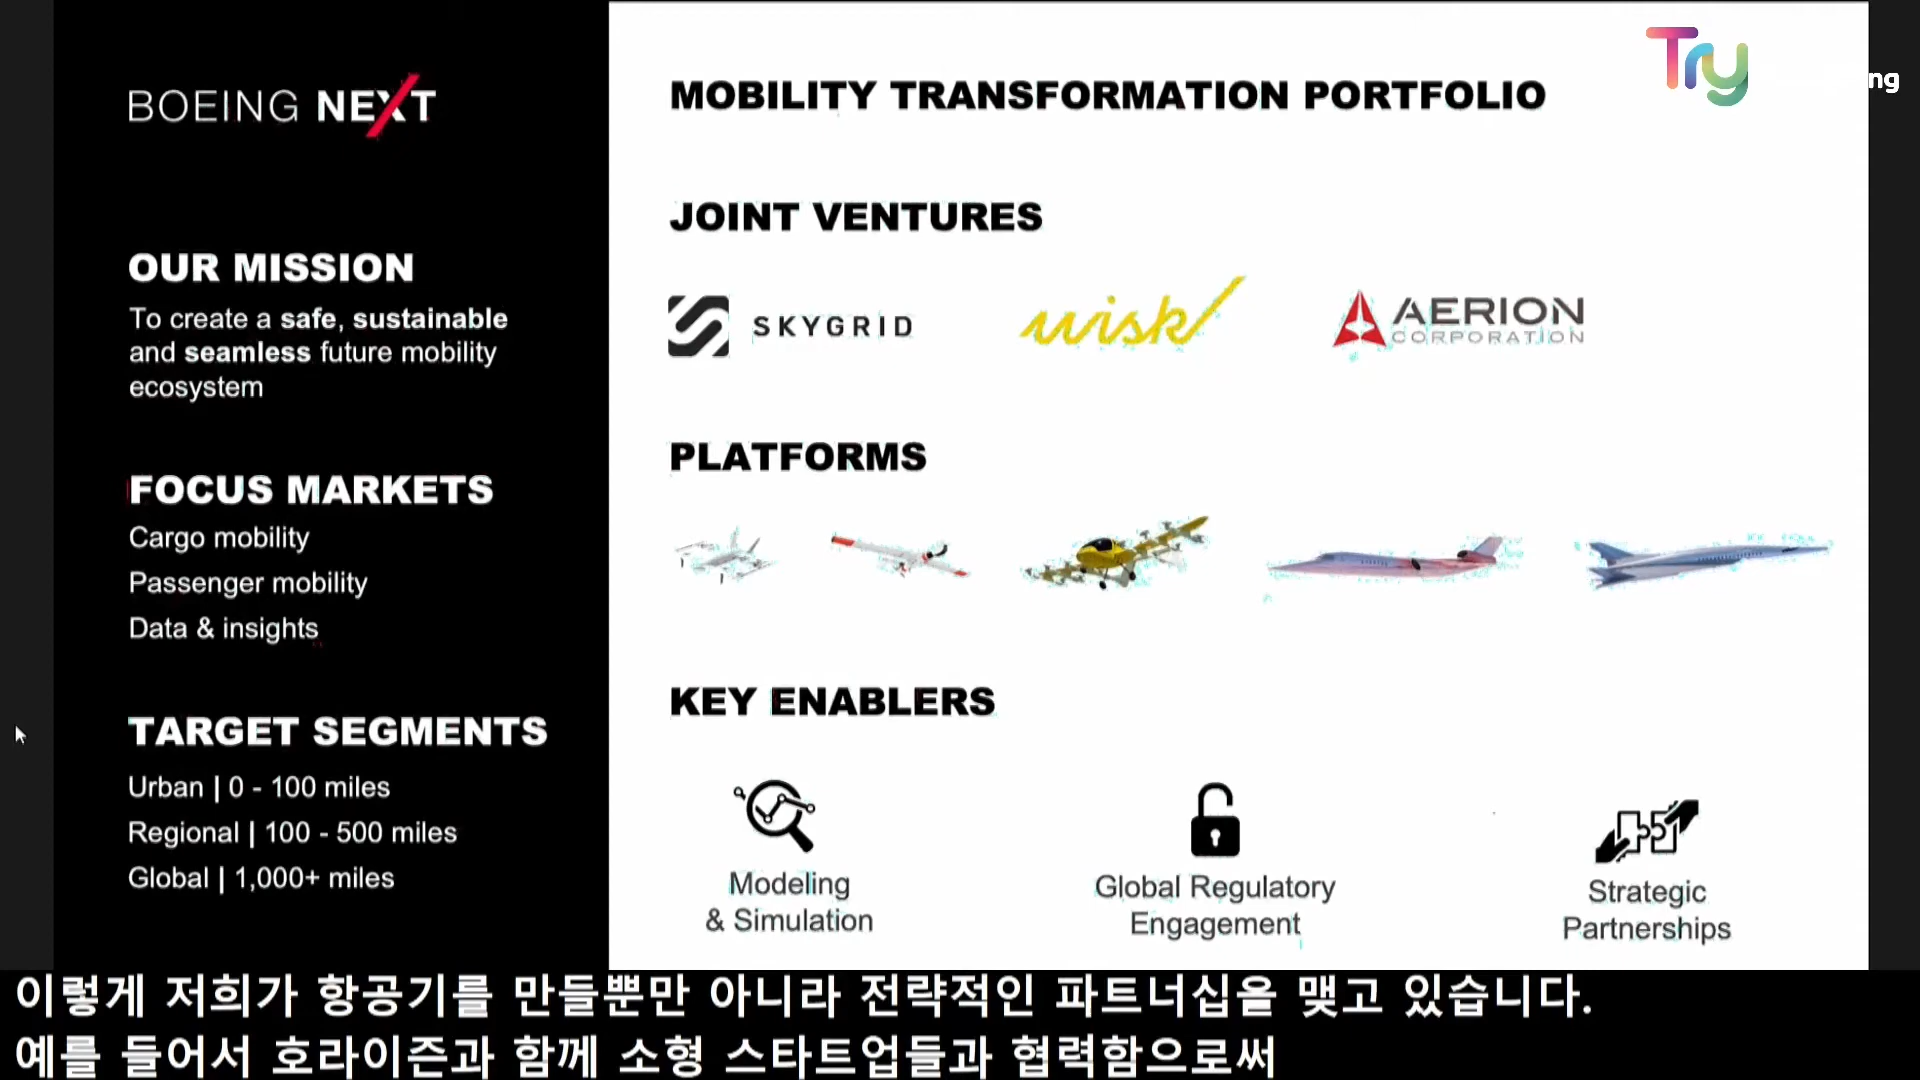 BOEING NEXT
OUR MISSION
To create a safe, sustainable
and seamless future mobility
ecosystem
FOCUS MARKETS
Cargo mobility
Passenger mobility
Data & insights
TARGET SEGMENTS
Urban | 0 - 100 miles
Regional | 100 - 500 miles
Global | 1,000+ miles
Try
ng
MOBILITY TRANSFORMATION PORTFOLIO
JOINT VENTURES
SKYGRID
wisk
AERION
CORPORATION
PLATFORMS
KEY ENABLERS
Modeling
& Simulation
Global Regulatory
Engagement
Strategic
Partnerships
이렇게 저희가 항공기를 만들뿐만 아니라 전략적인 파트너십을 맺고 있습니다.
예를 들어서 호라이즌과 함께 소형 스타트업들과 협력함으로써